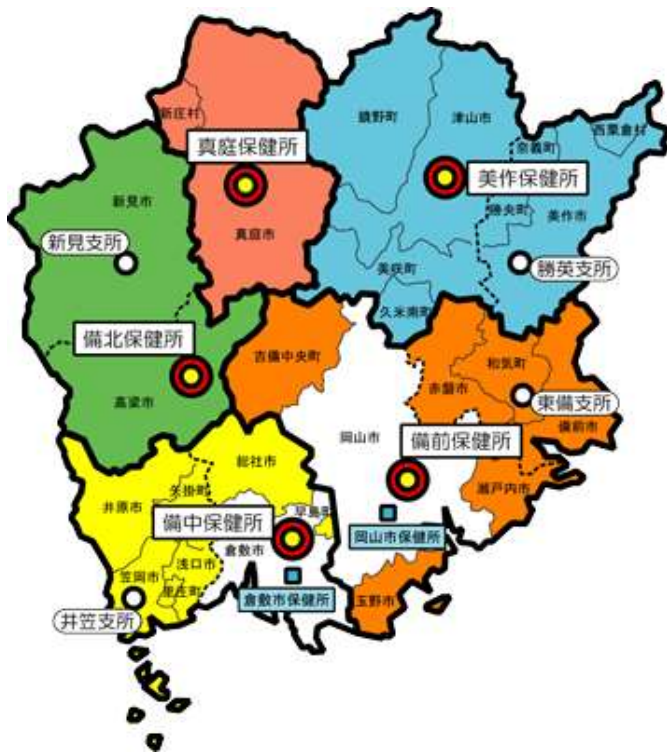 新庄村
真庭保健所
真庭市
鏡野町
津山市
奈義町
西粟倉村
美作保健所
勝央町
美作市
美咲町
久米南町
勝英支所
新見市
新見支所
備北保健所
高梁市
吉備中央町
岡山市
赤磐市
和気町
東備支所
備前市
備前保健所
瀬戸内市
岡山市保健所
玉野市
総社市
矢掛町
井原市
備中保健所
早島町
倉敷市
浅口市
笠岡市
里庄町
倉敷市保健所
井笠支所